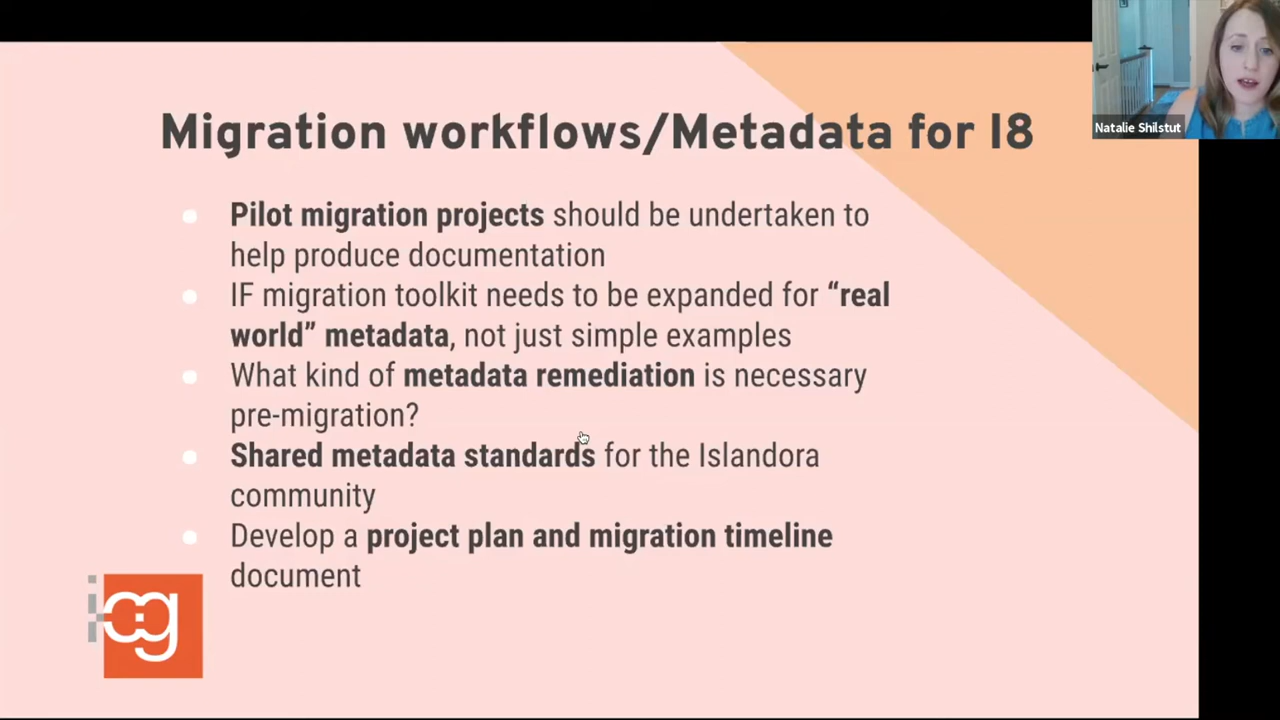 Migration workflows/Metadata for I8
Natalie Shilstut
Pilot migration projects should be undertaken to
help produce documentation
IF migration toolkit needs to be expanded for “real
world” metadata, not just simple examples
What kind of metadata remediation is necessary
pre-migration?
Shared metadata standards for the Islandora
community
Develop a project plan and migration timeline
document
icg